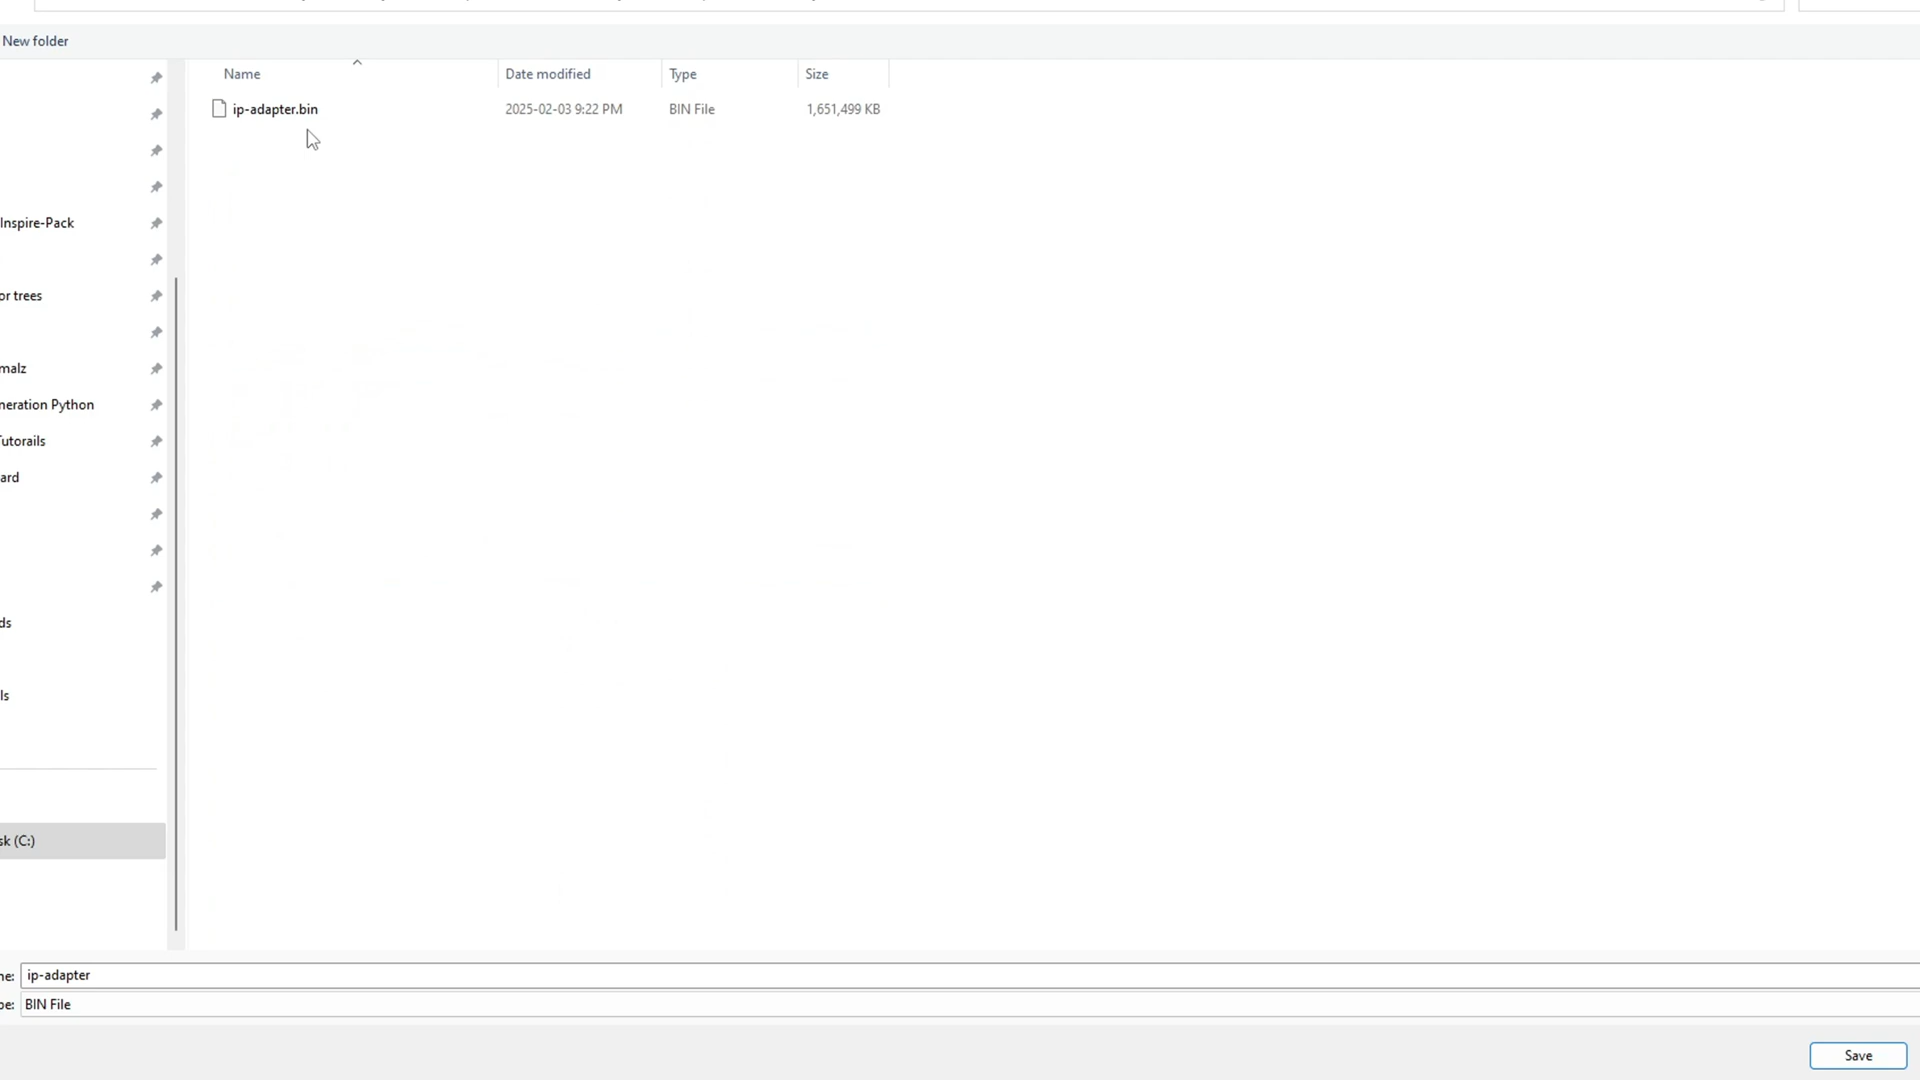 New folder
Name Date modified Type Size
ip-adapter.bin 2025-02-03 9:22 PM BIN File 1,651,499 KB
Inspire-Pack
or trees
malz
neration Python
Tutorails
ard
ds
ls
sk (C:)
me: ip-adapter
pe: BIN File
Save